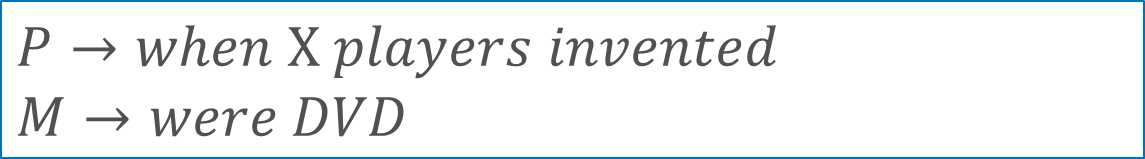 P → when X players invented
M → were DVD